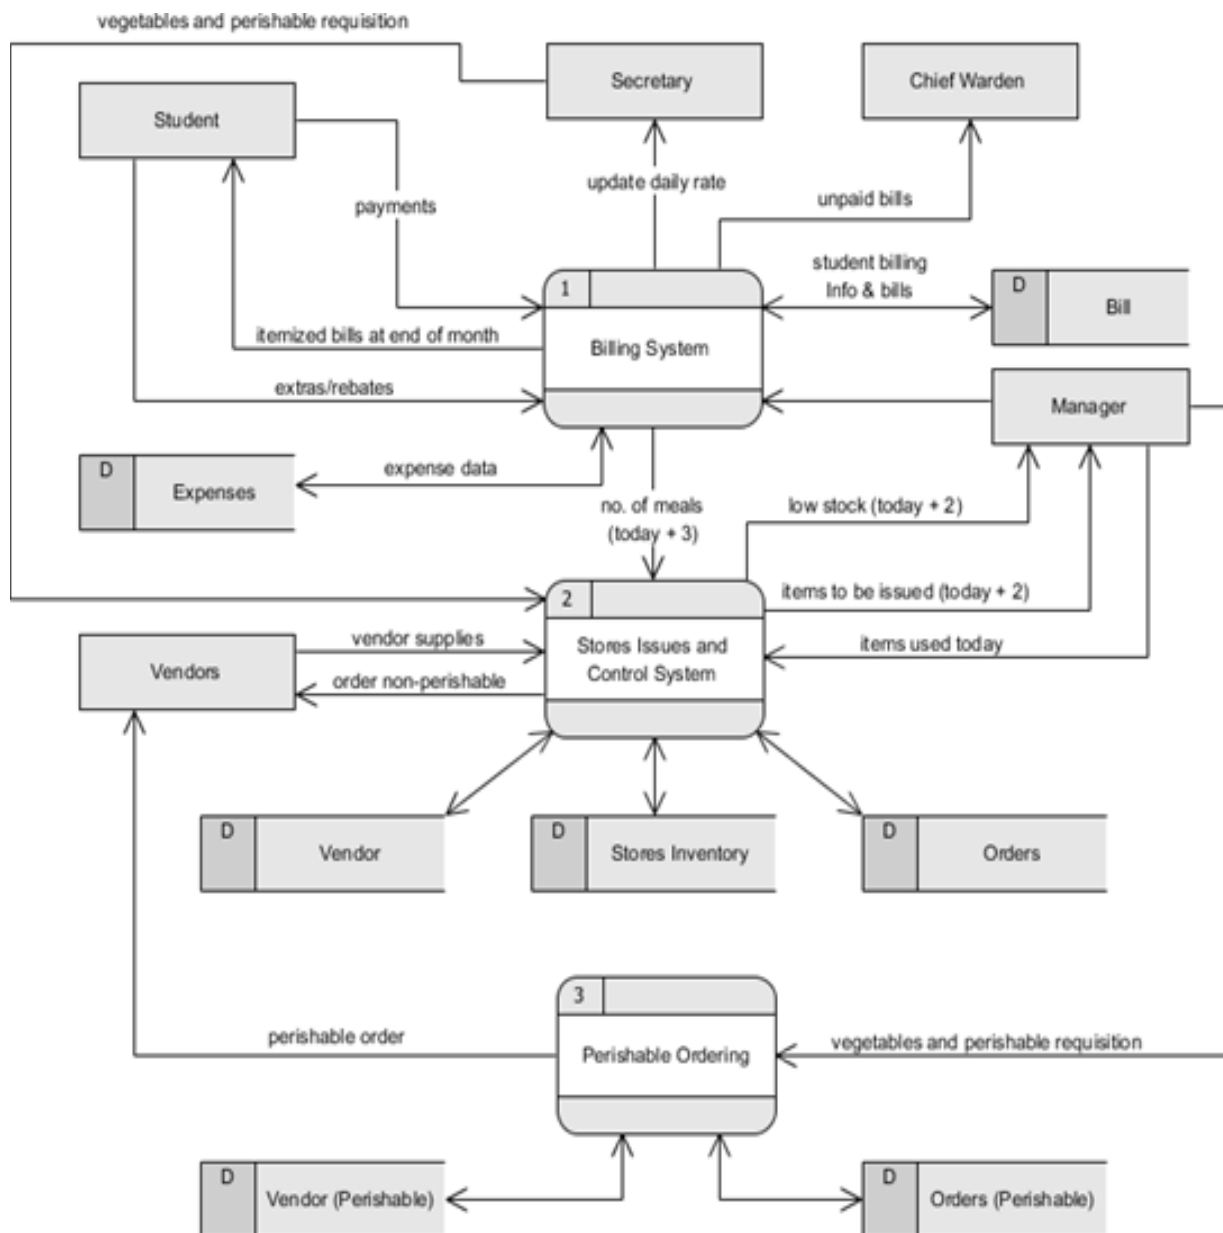 vegetables and perishable requisition
Secretary
Chief Warden
Student
update daily rate
unpaid bills
payments
student billing
Info & bills
D
Bill
1
Billing System
itemized bills at end of month
extras/rebates
Manager
D
Expenses
expense data
no. of meals
(today + 3)
low stock (today + 2)
2
items to be issued (today + 2)
Stores Issues and
Control System
vendor supplies
items used today
Vendors
order non-perishable
D
Vendor
D
Stores Inventory
D
Orders
3
Perishable Ordering
perishable order
vegetables and perishable requisition
D
Vendor (Perishable)
D
Orders (Perishable)